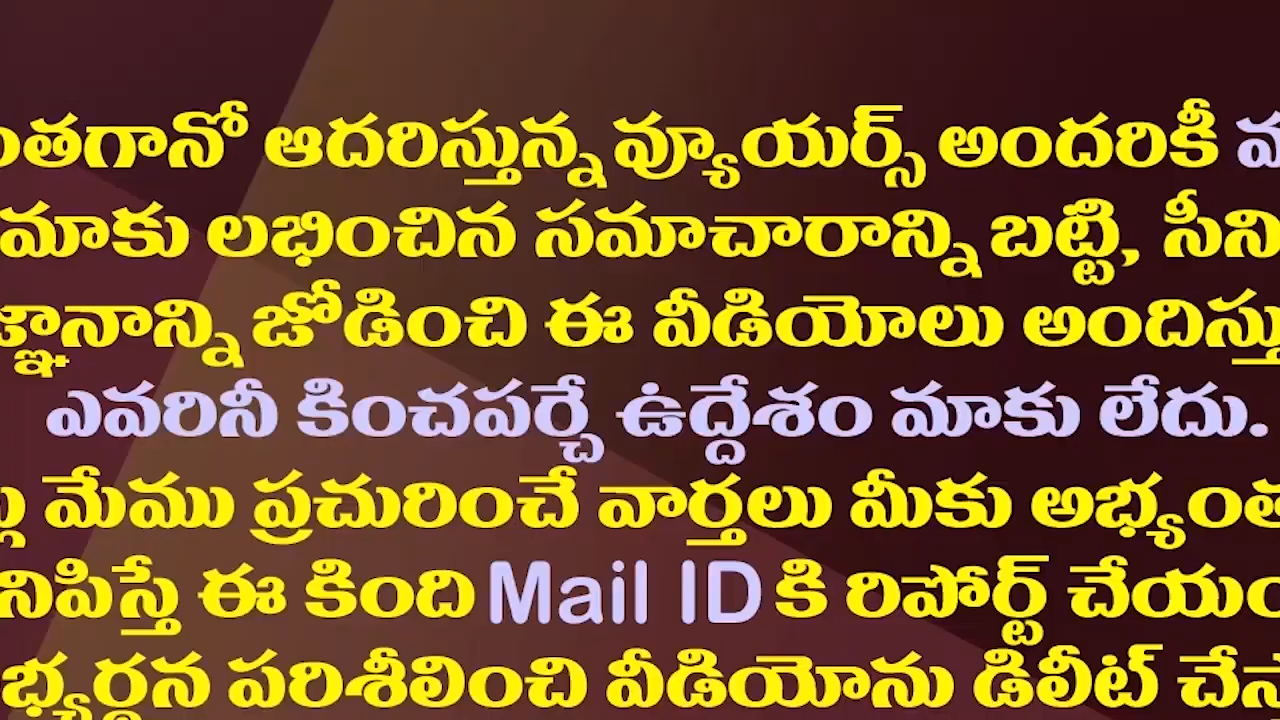 ంతగానో ఆదరిస్తున్న వ్యూయర్స్ అందరికీ
మాకు లభించిన సమాచారాన్ని బట్టి, సీని
జ్ఞానాన్ని జోడించి ఈ వీడియోలు అందిస్తు
ఎవరినీ కించపర్చే ఉద్దేశం మాకు లేదు.
మేము ప్రచురించే వార్తలు మీకు అభ్యంత
నిపిస్తే ఈ కింది Mail ID కి రిపోర్ట్ చేయం
భ్యర్థన పరిశీలించి వీడియోను డిలీట్ చేస